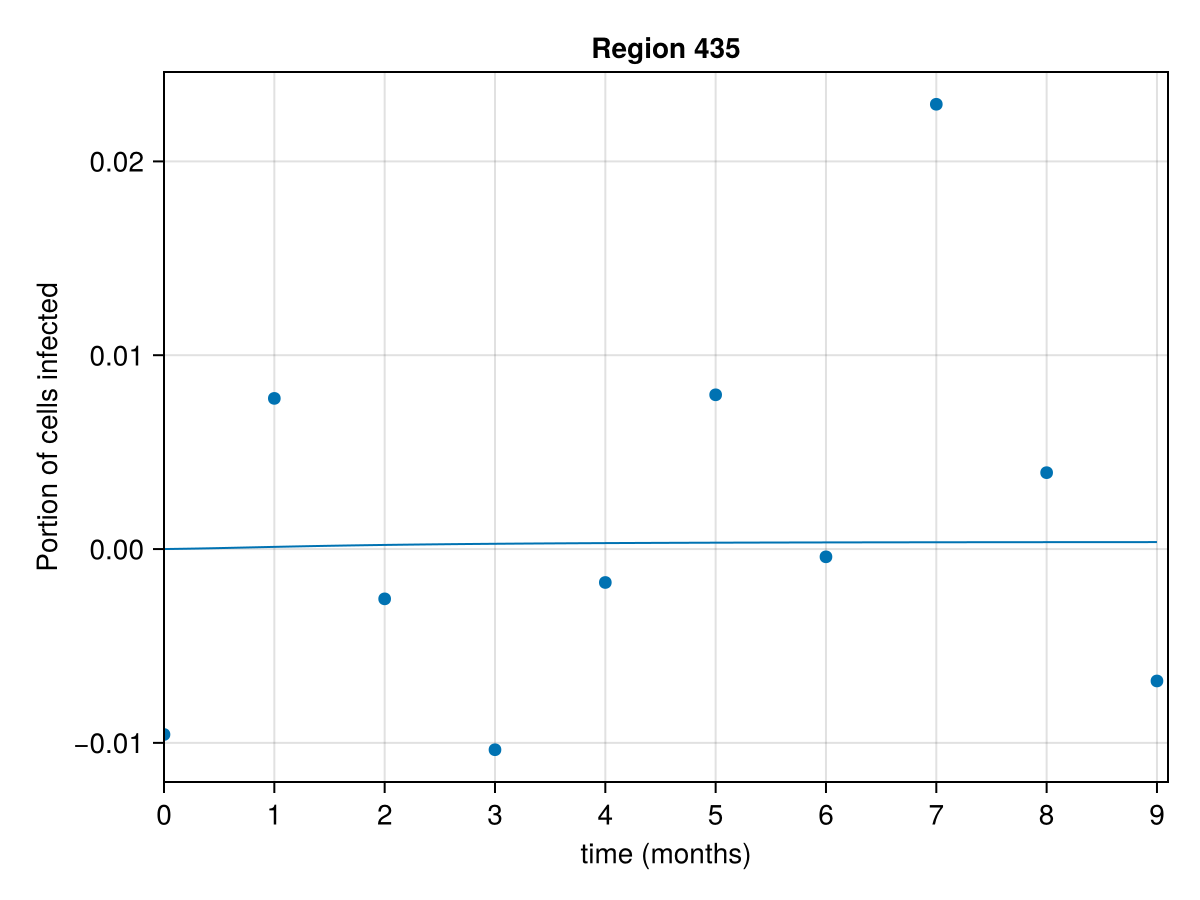 Region 435
Portion of cells infected
0.02
0.01
0.00
−0.01
0 1 2 3 4 5 6 7 8 9
time (months)